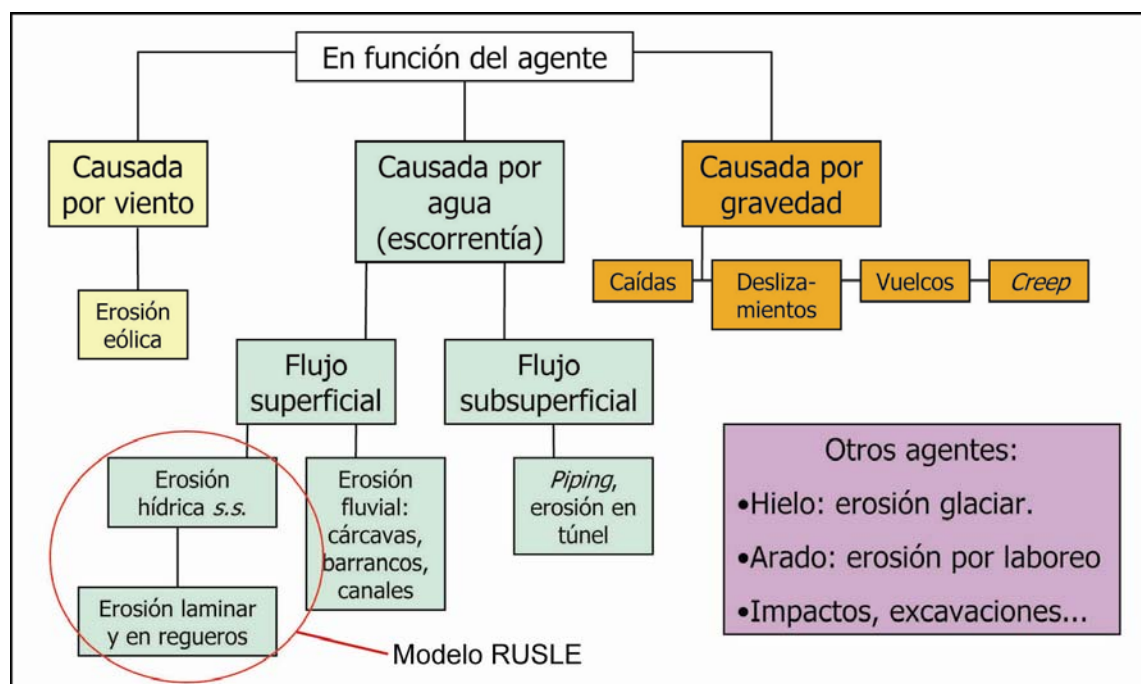 En función del agente
Causada
por viento
Causada por
agua
(escorrentía)
Causada por
gravedad
Erosión
eólica
Caídas
Desliza-
mientos
Vuelcos
Creep
Flujo
superficial
Flujo
subsuperficial
Erosión
hídrica s.s.
Erosión
fluvial:
cárcavas,
barrancos,
canales
Piping,
erosión en
túnel
Erosión laminar
y en regueros
Modelo RUSLE
Otros agentes:
•Hielo: erosión glaciar.
•Arado: erosión por laboreo
•Impactos, excavaciones...